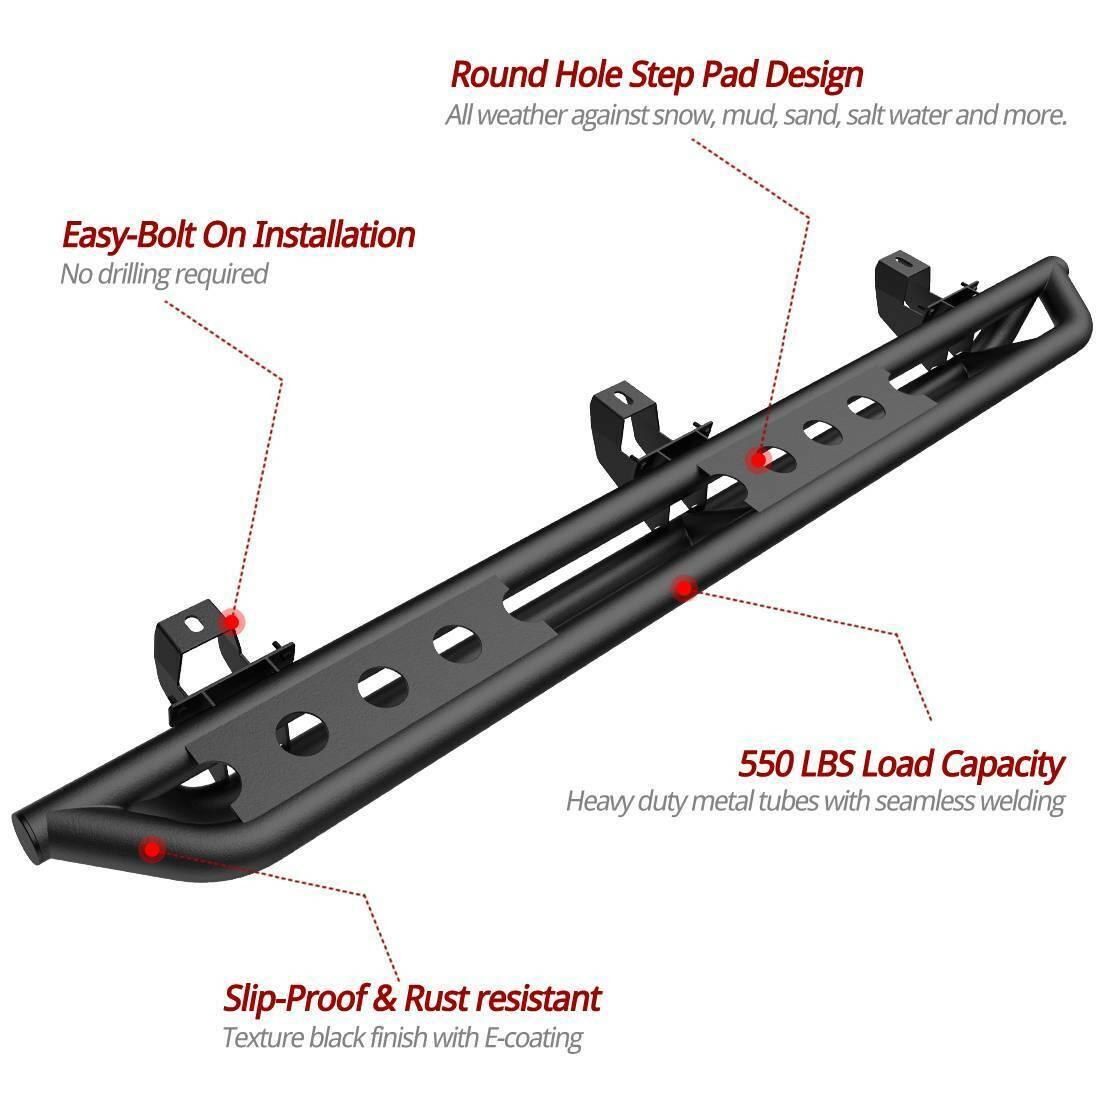 Round Hole Step Pad Design
All weather against snow, mud, sand, salt water and more.
Easy-Bolt On Installation
No drilling required
550 LBS Load Capacity
Heavy duty metal tubes with seamless welding
Slip-Proof & Rust resistant
Texture black finish with E-coating